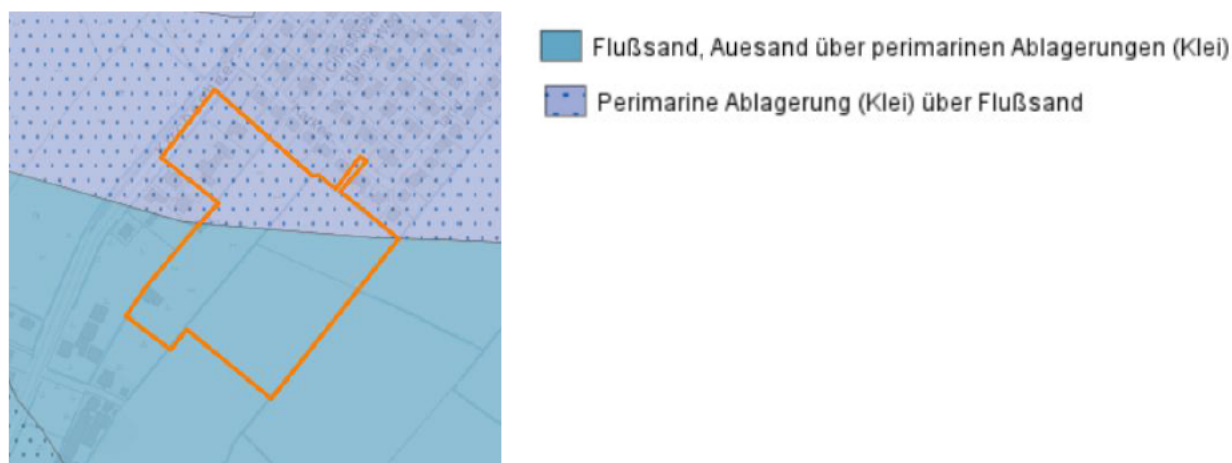 Flußsand, Auesand über perimarinen Ablagerungen (Klei)
Perimarine Ablagerung (Klei) über Flußsand